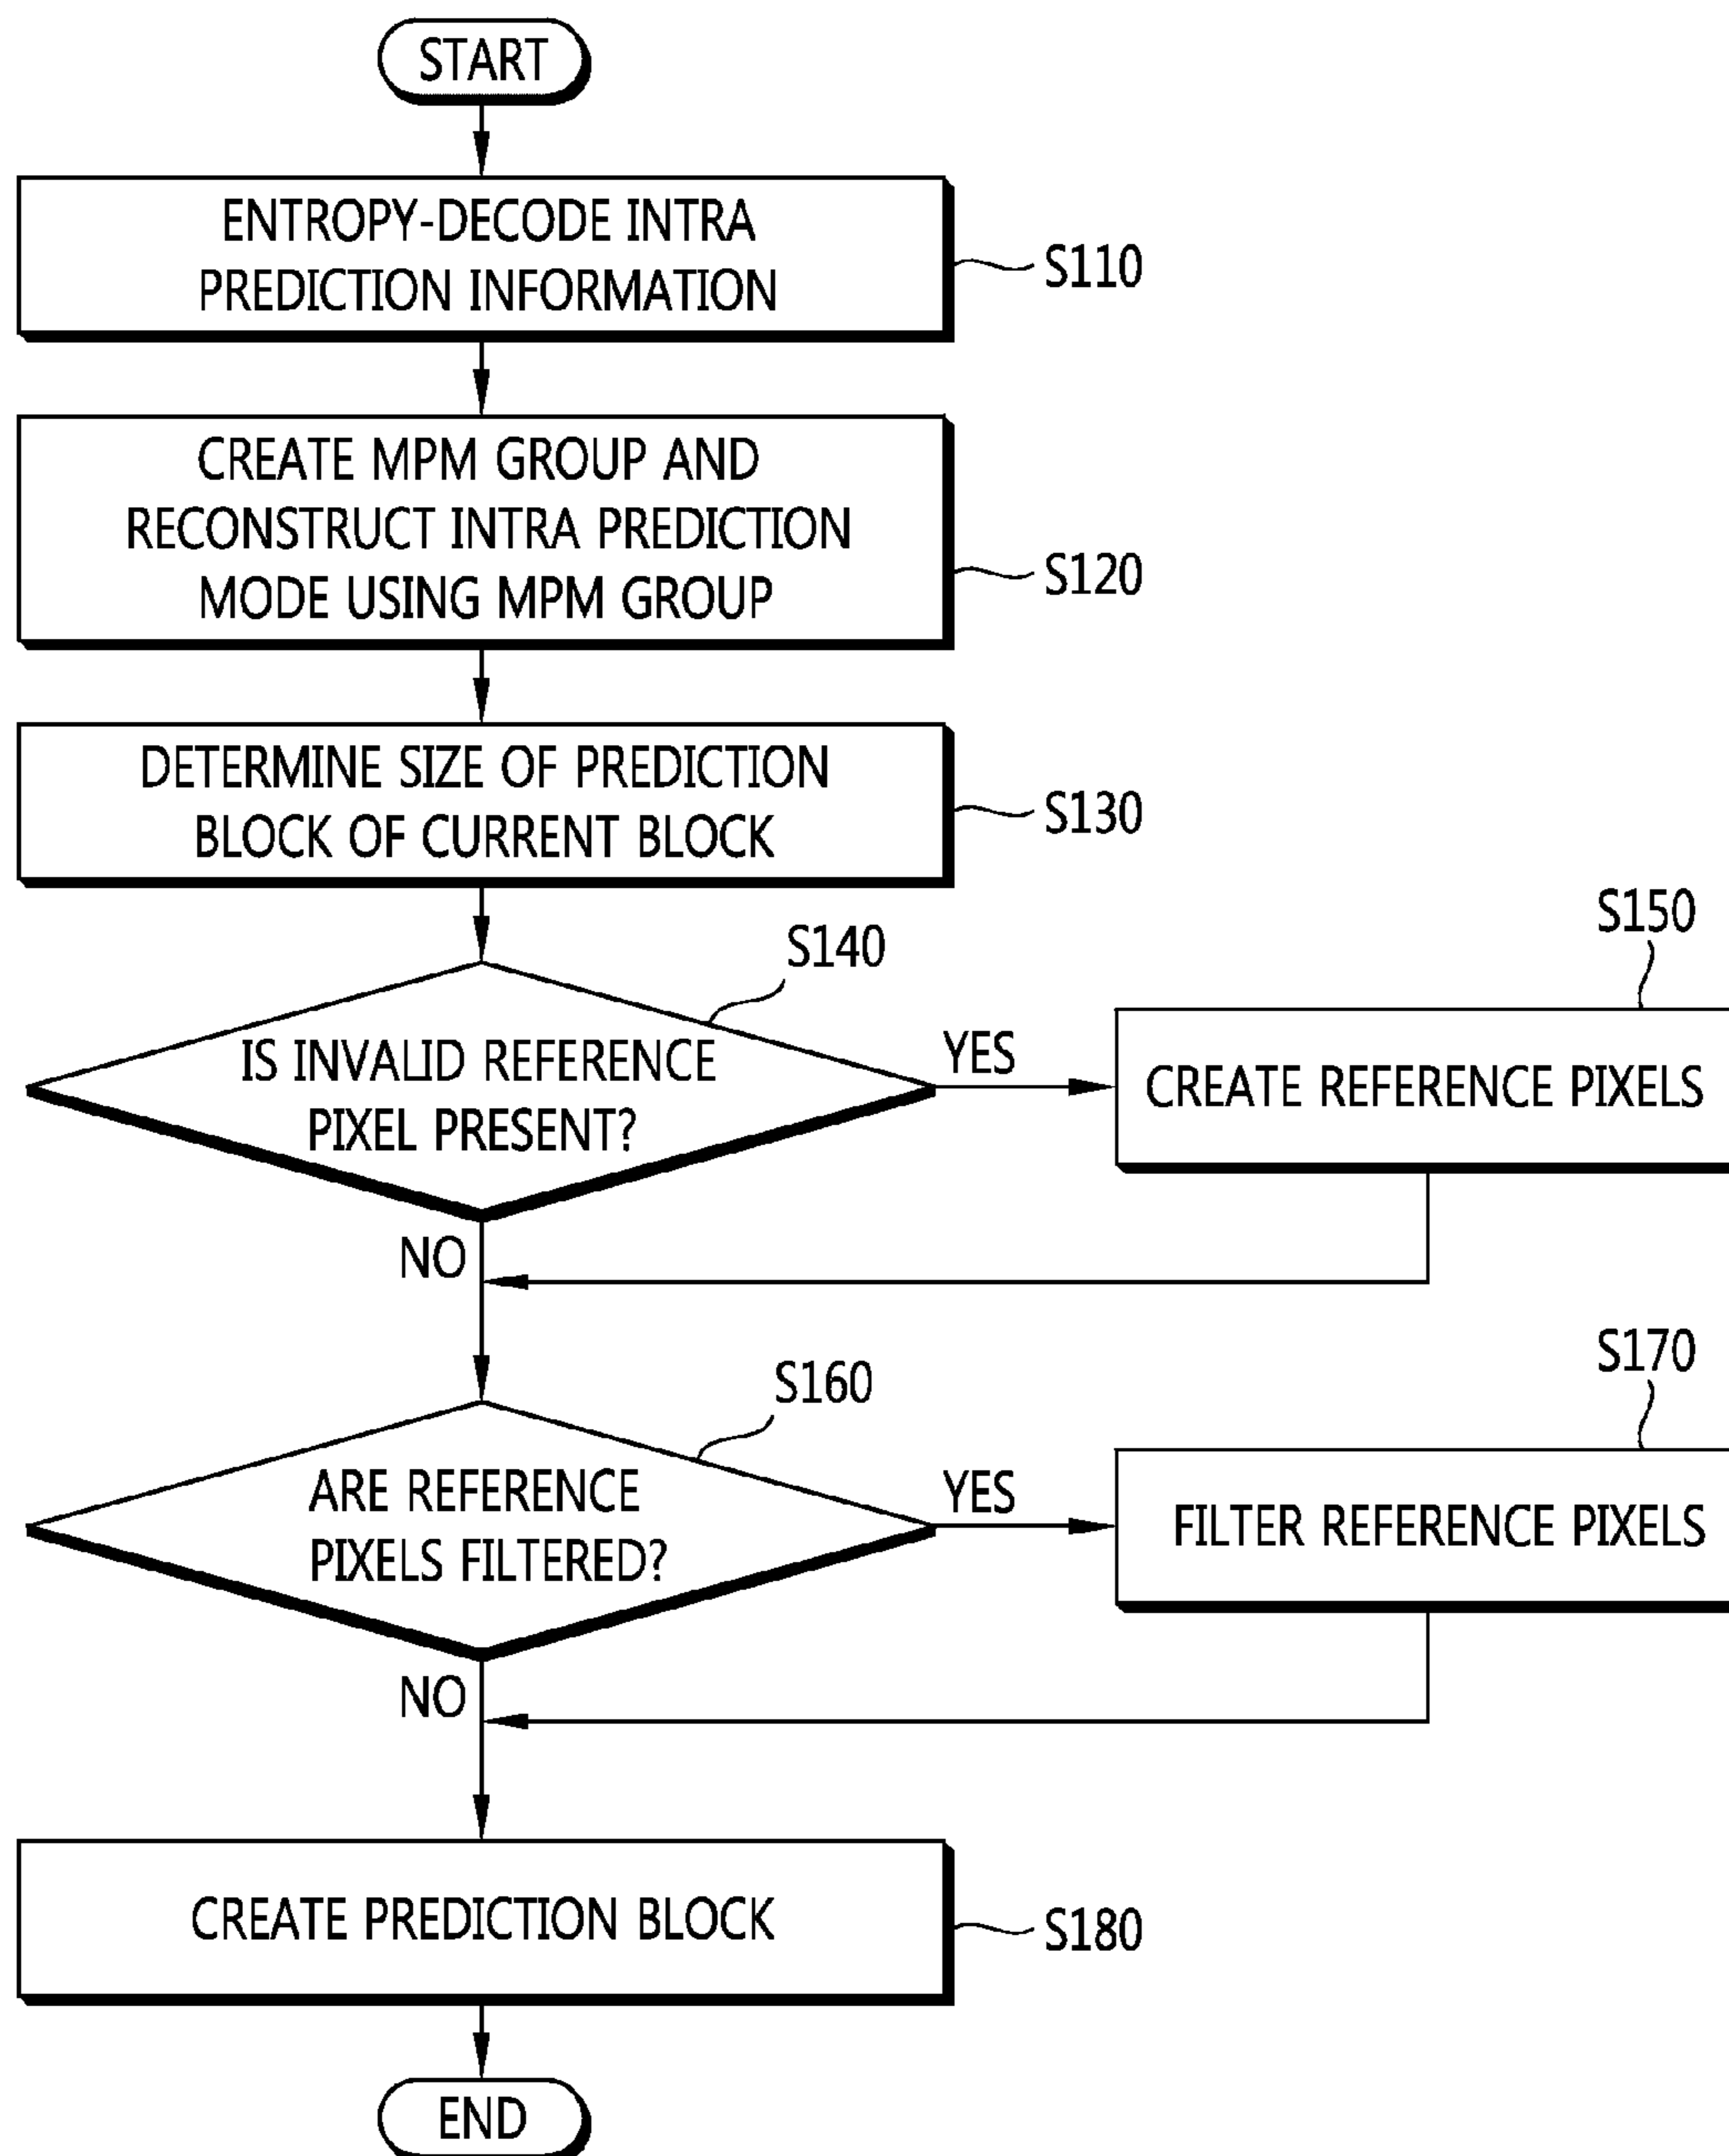 START
ENTROPY-DECODE INTRA
PREDICTION INFORMATION
S110
CREATE MPM GROUP AND
RECONSTRUCT INTRA PREDICTION
MODE USING MPM GROUP
S120
DETERMINE SIZE OF PREDICTION
BLOCK OF CURRENT BLOCK
S130
S140
IS INVALID REFERENCE
PIXEL PRESENT?
YES
S150
CREATE REFERENCE PIXELS
NO
S160
ARE REFERENCE
PIXELS FILTERED?
YES
S170
FILTER REFERENCE PIXELS
NO
CREATE PREDICTION BLOCK
S180
END